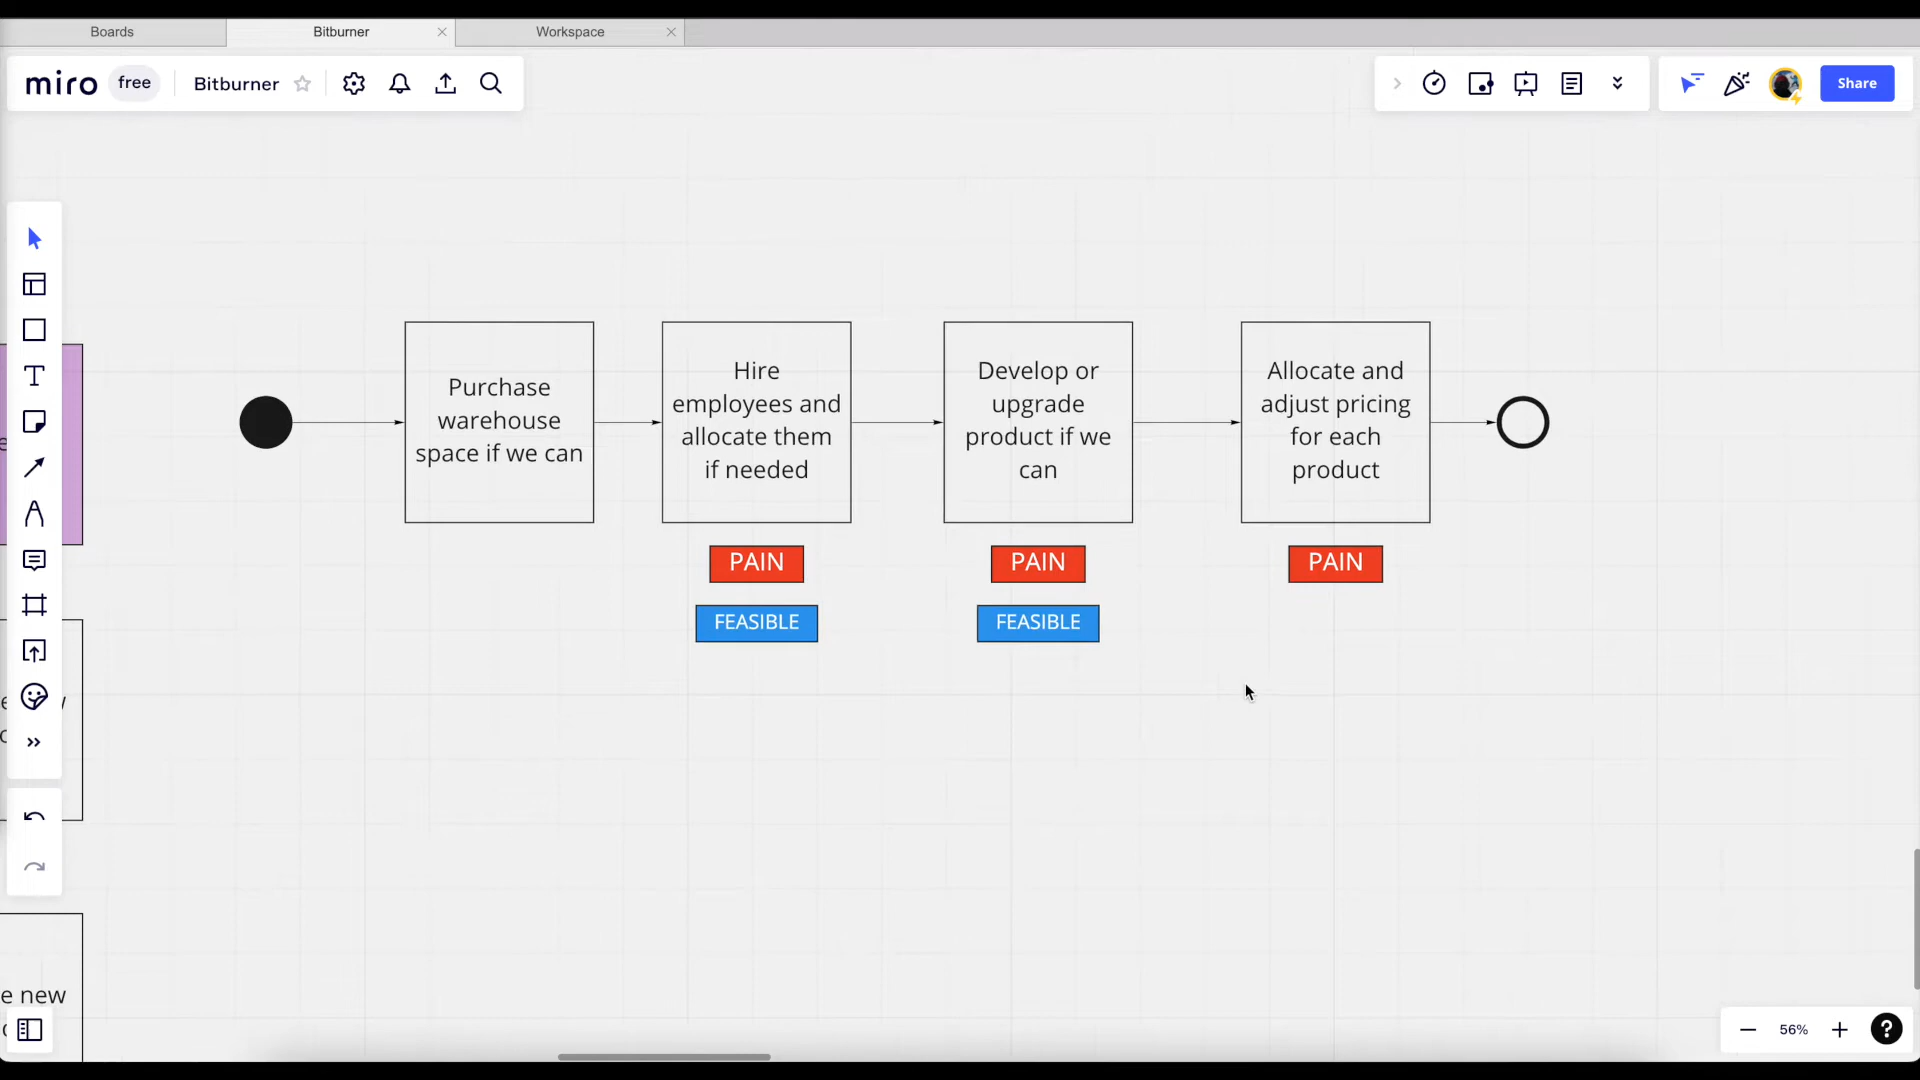 Boards
Bitburner
Workspace
miro
free
Bitburner
Share
Purchase
warehouse
space if we can
Hire
employees and
allocate them
if needed
Develop or
upgrade
product if we
can
Allocate and
adjust pricing
for each
product
PAIN
PAIN
PAIN
FEASIBLE
FEASIBLE
e new
56%
?